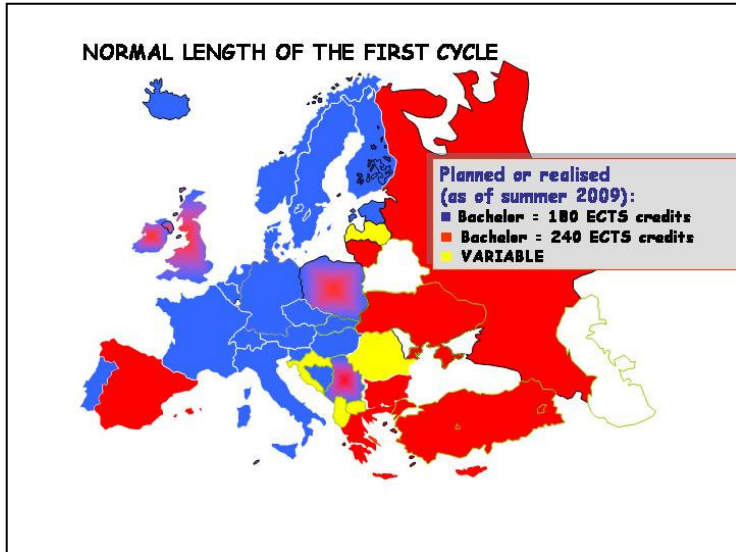 NORMAL LENGTH OF THE FIRST CYCLE
Planned or realised
(as of summer 2009):
Bachelor = 180 ECTS credits
Bachelor = 240 ECTS credits
VARIABLE